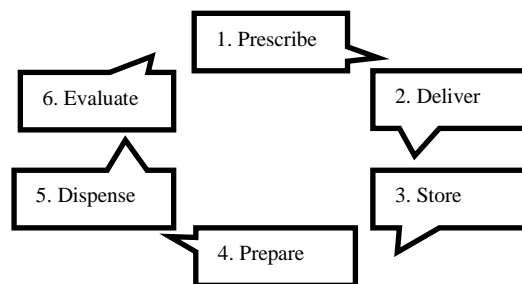 1. Prescribe
2. Deliver
3. Store
4. Prepare
5. Dispense
6. Evaluate